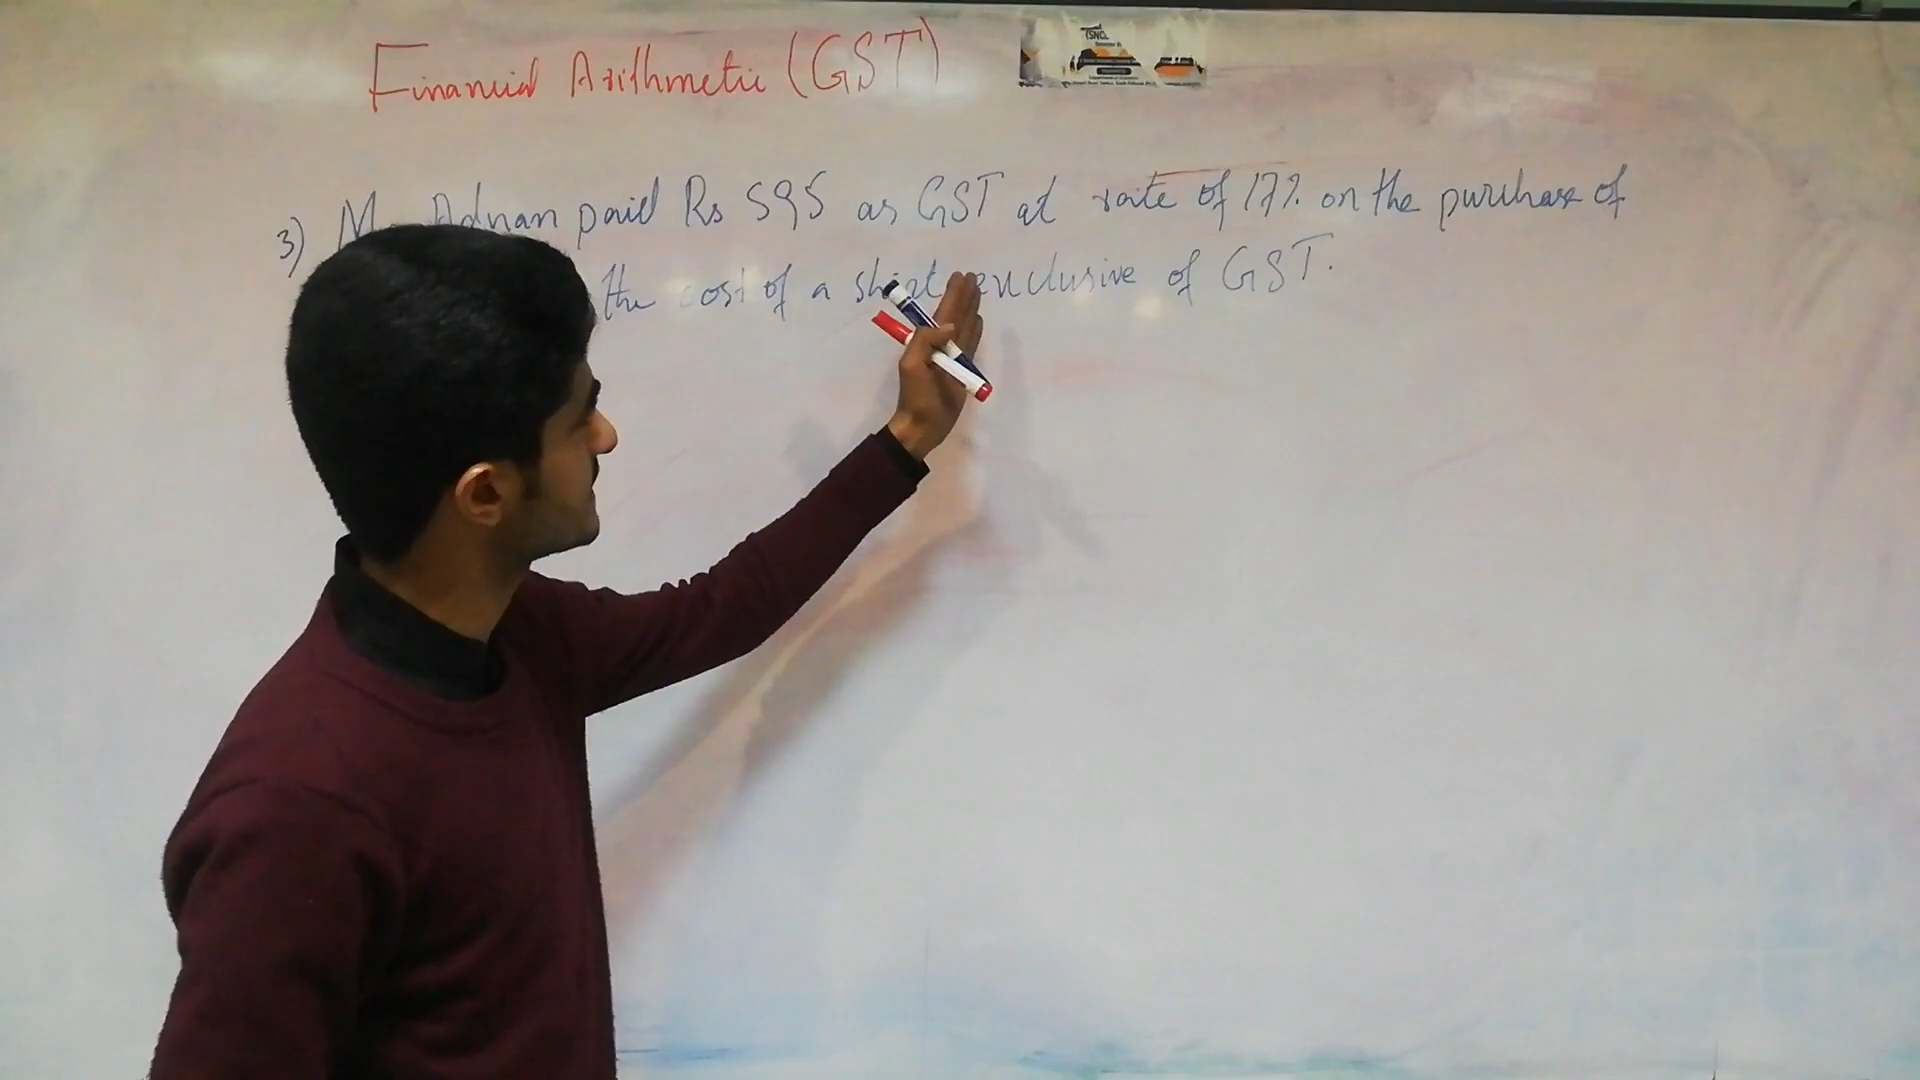 Financial Arithmetic (GST)
3) Adnan paid Rs 595 as GST at rate of 17% on the purchase of
the cost of a shirt exclusive of GST.